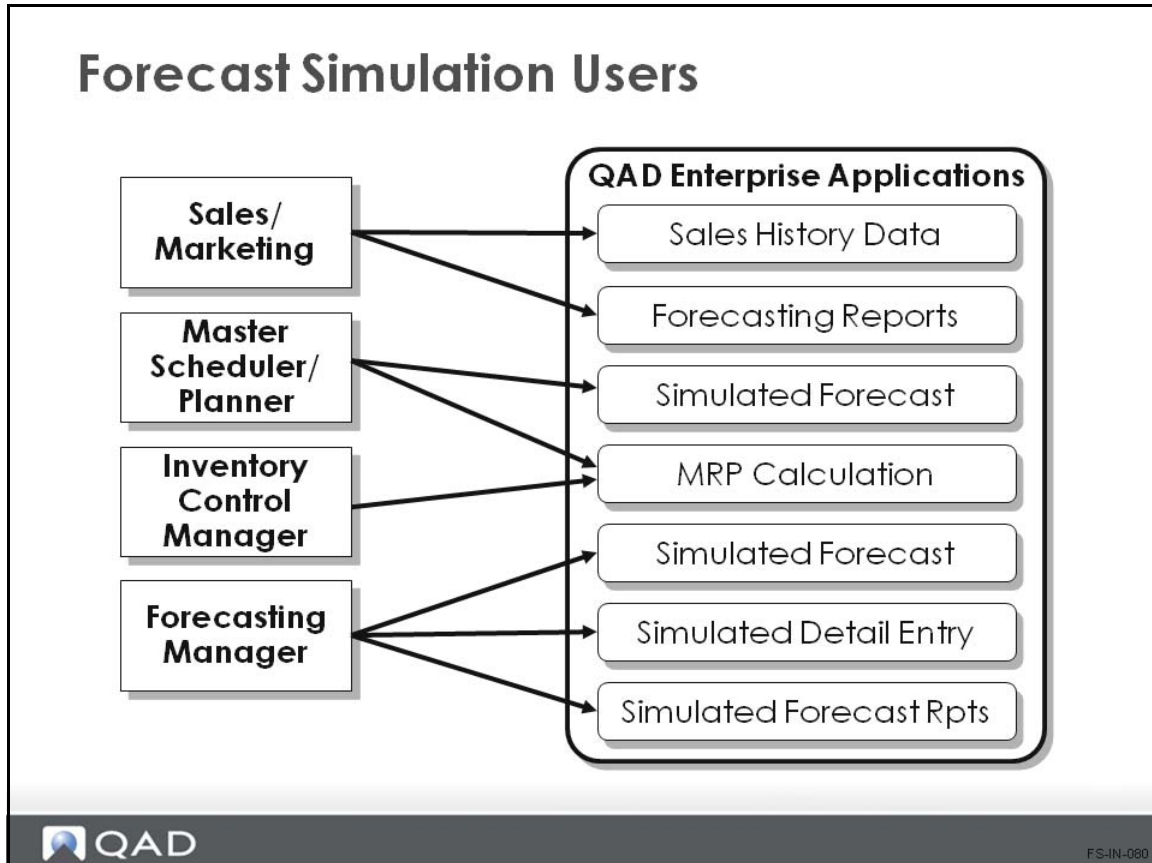 Forecast Simulation Users
Sales/
Marketing
Master
Scheduler/
Planner
Inventory
Control
Manager
Forecasting
Manager
QAD Enterprise Applications
Sales History Data
Forecasting Reports
Simulated Forecast
MRP Calculation
Simulated Forecast
Simulated Detail Entry
Simulated Forecast Rpts
QAD
FS-IN-080